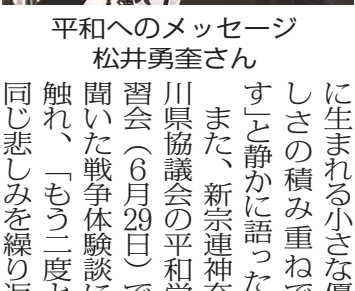 平和へのメッセージ
松井勇奎さん
に生まれる小さな優
しさの積み重ねで
す」と静かに語った
また、新宗連神奈
川県協議会の平和学
習会（6月29日）で
聞いた戦争体験談に
触れ、「もう二度と
同じ悲しみを繰り返